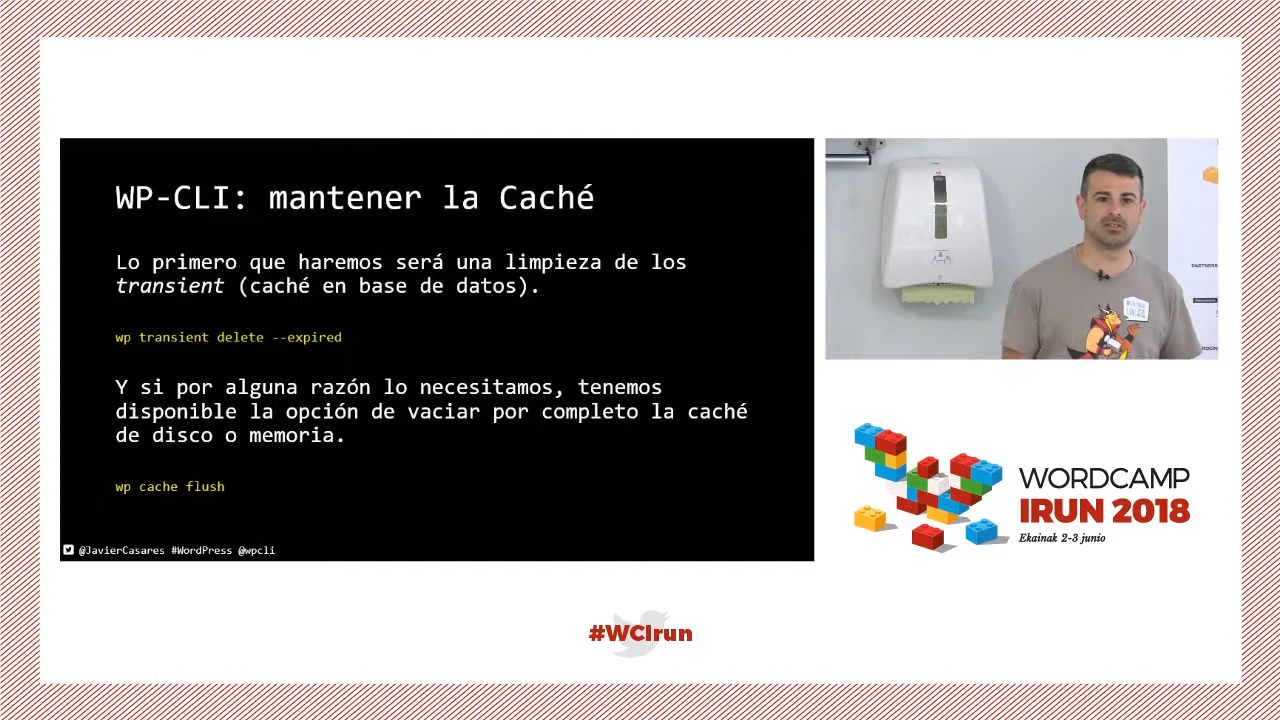 WP-CLI: mantener la Caché
Lo primero que haremos será una limpieza de los
transient (caché en base de datos).
wp transient delete --expired
Y si por alguna razón lo necesitamos, tenemos
disponible la opción de vaciar por completo la caché
de disco o memoria.
wp cache flush
@JavierCasares #WordPress @wpcli
WORDCAMP
IRUN 2018
Ekainak 2-3 junio
#WCIrun